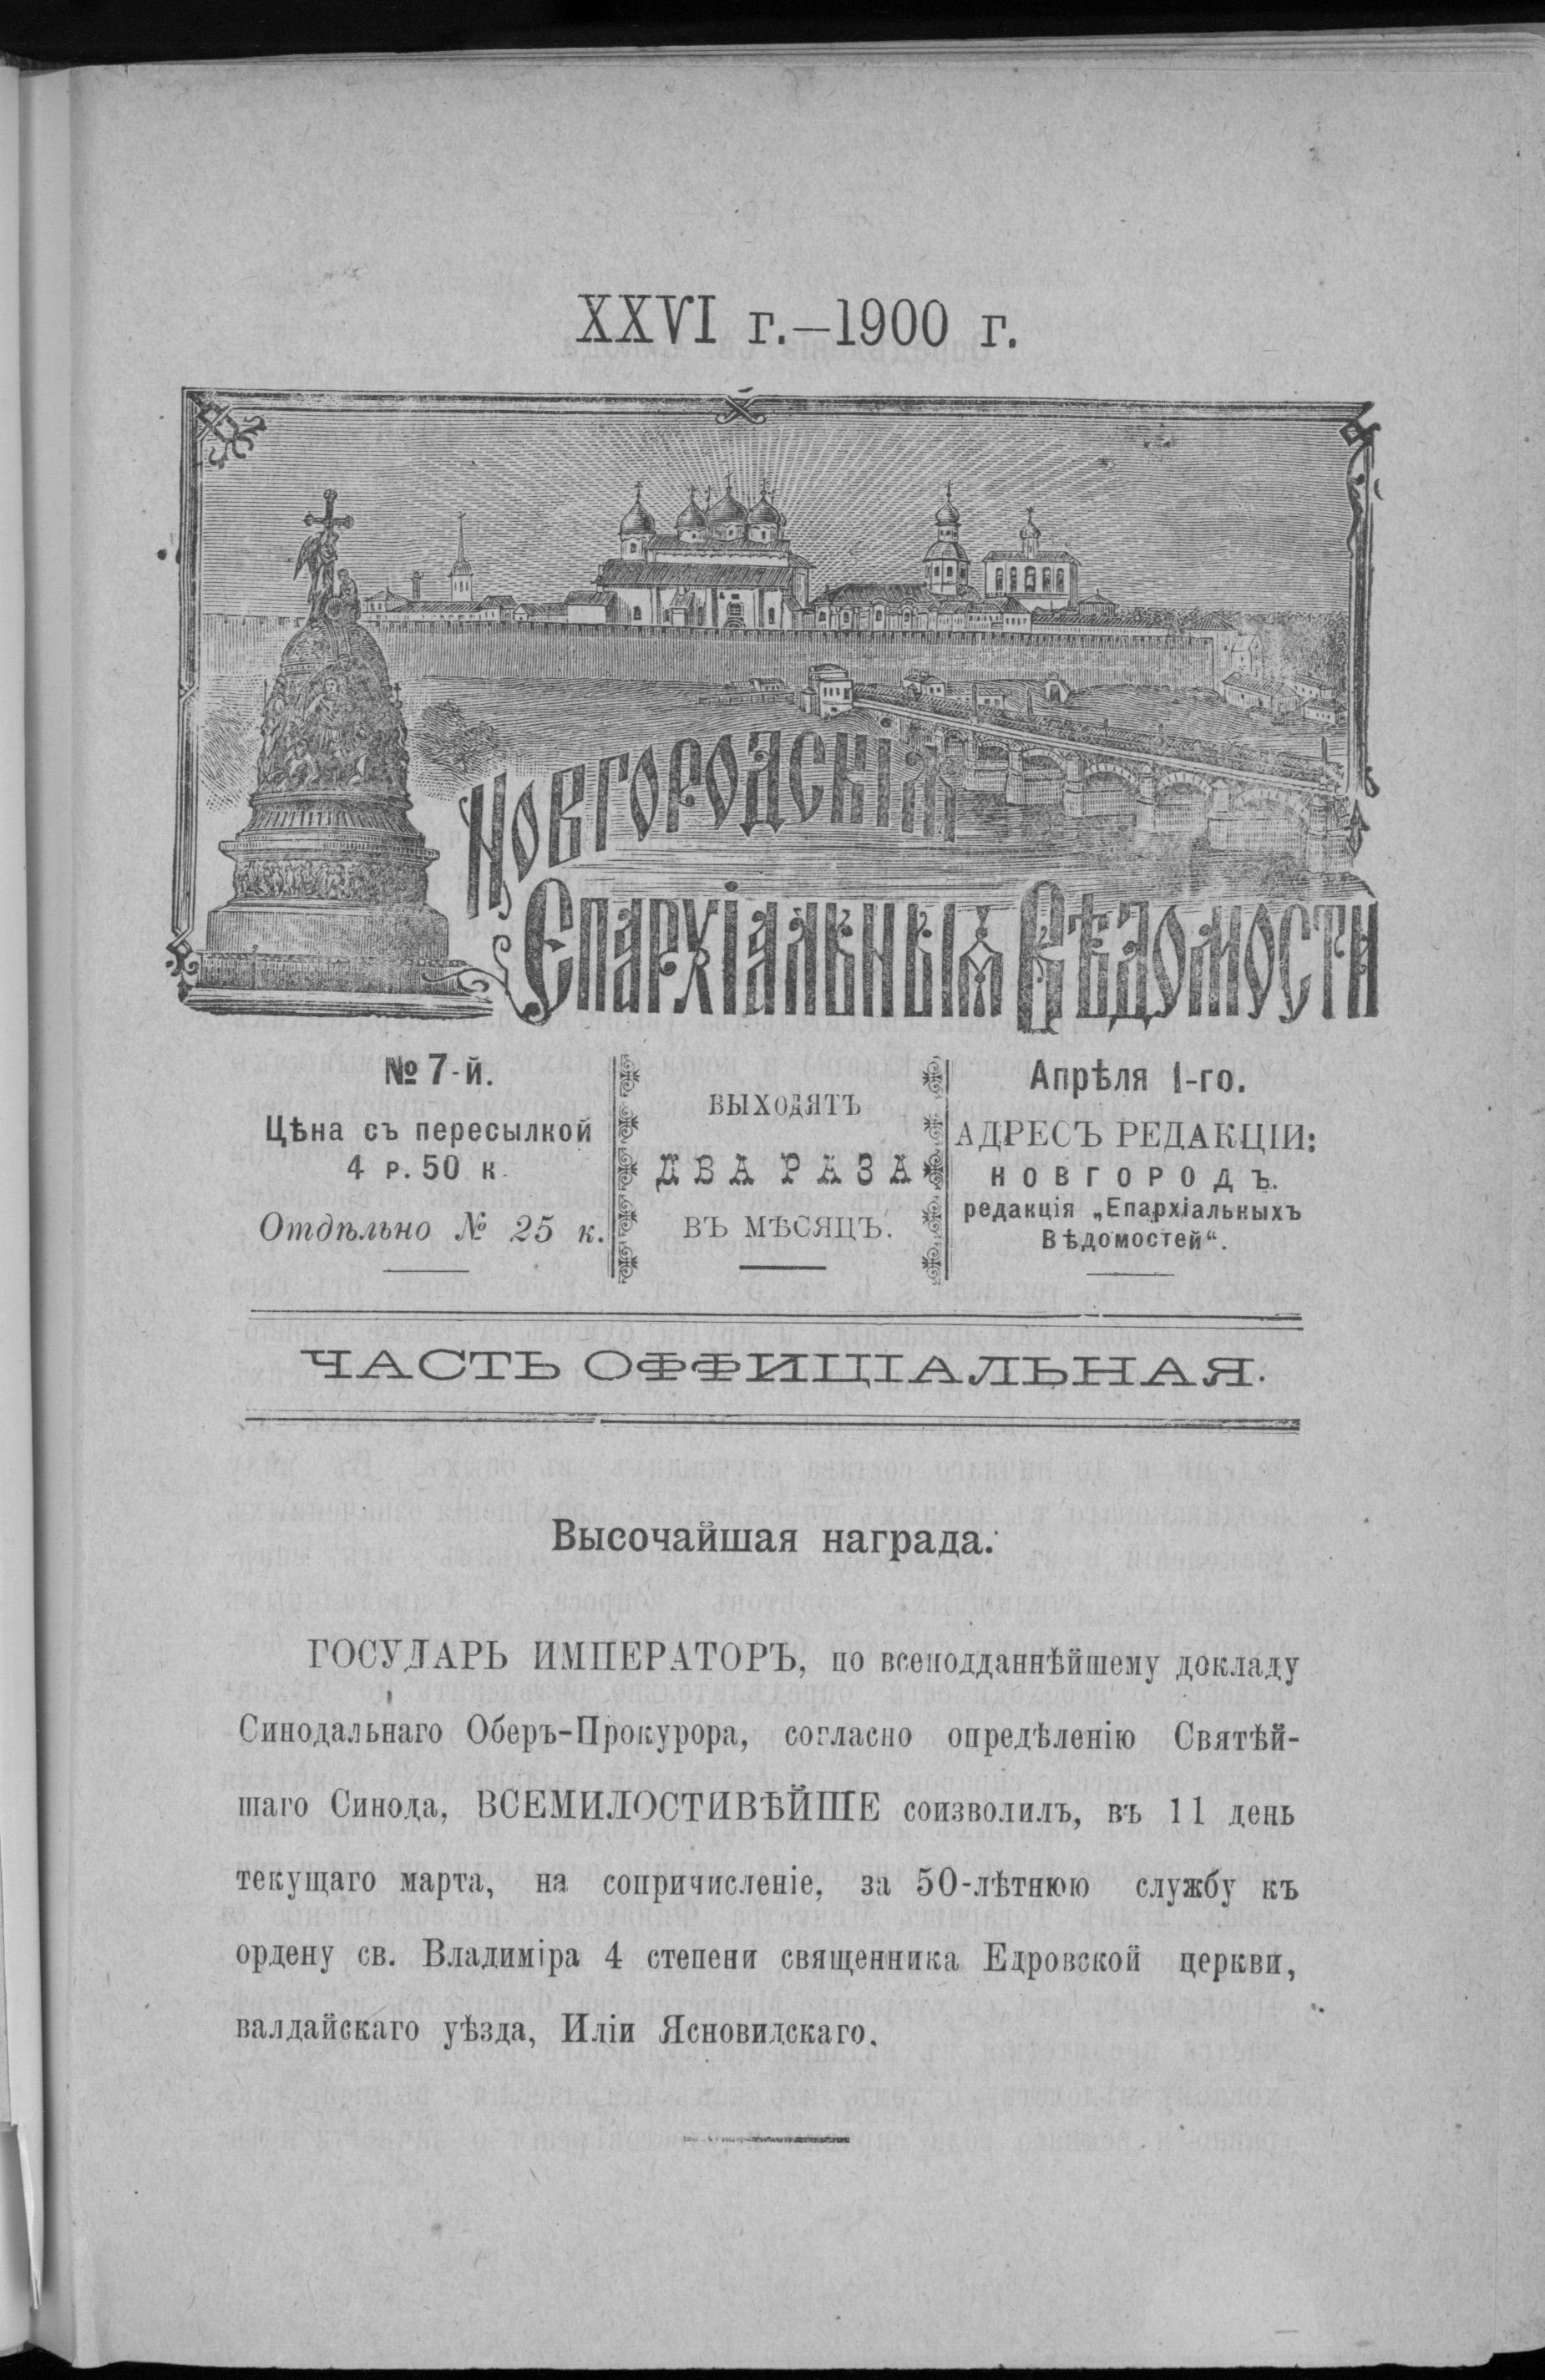 XXVI г.—1900 г.
НОВГОРОДСКІЯ
ЕПАРХІАЛЬНЫЯ ВѢДОМОСТИ
№ 7-й.
Цѣна съ пересылкой
4 р. 50 к.
Отдѣльно № 25 к.
ВЫХОДЯТЪ
ДВА РАЗА
ВЪ МѢСЯЦЪ.
Апрѣля 1-го.
АДРЕСЪ РЕДАКЦІИ:
НОВГОРОДЪ.
редакція „Епархіальныхъ
Вѣдомостей“.
ЧАСТЬ ОФФИЦІАЛЬНАЯ.
Высочайшая награда.
ГОСУДАРЬ ИМПЕРАТОРЪ, по всеподданнѣйшему докладу
Синодальнаго Оберъ-Прокурора, согласно опредѣленію Святѣй-
шаго Синода, ВСЕМИЛОСТИВѢЙШЕ соизволилъ, въ 11 день
текущаго марта, на сопричисленіе, за 50-лѣтнюю службу къ
ордену св. Владиміра 4 степени священника Едровской церкви,
валдайскаго уѣзда, Иліи Ясновидскаго.